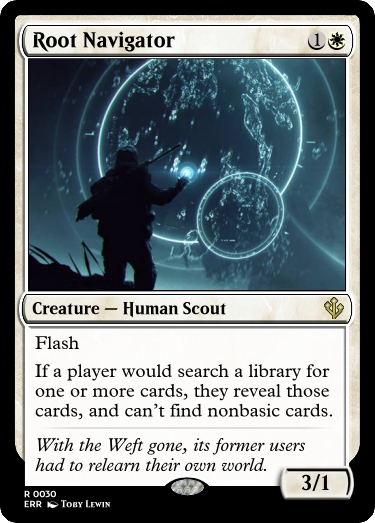 Root Navigator
1
Creature — Human Scout
Flash
If a player would search a library for
one or more cards, they reveal those
cards, and can't find nonbasic cards.
With the Weft gone, its former users
had to relearn their own world.
3/1
R 0030
ERR Toby Lewin